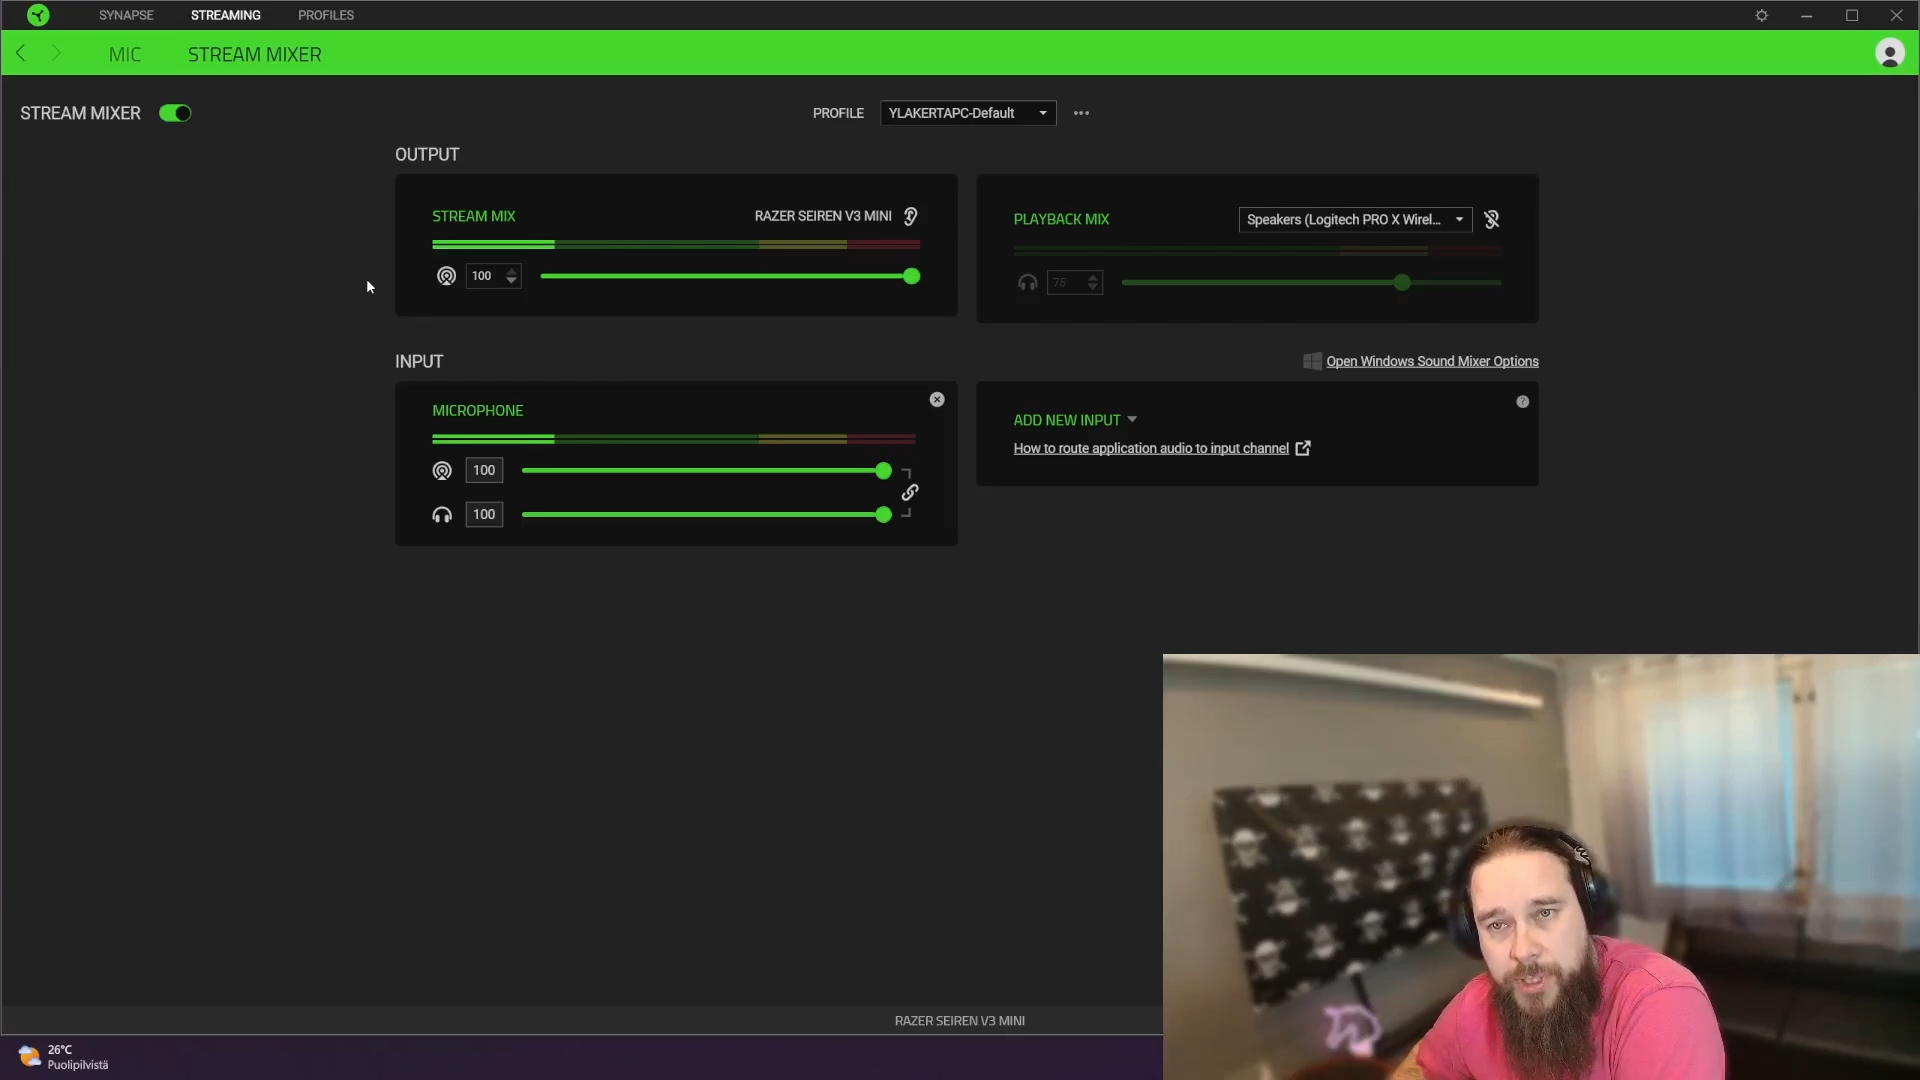 SYNAPSE STREAMING PROFILES
MIC STREAM MIXER
STREAM MIXER PROFILE YLAKERTAPC-Default
OUTPUT
STREAM MIX RAZER SEIREN V3 MINI
100
PLAYBACK MIX Speakers (Logitech PRO X Wirel...
75
INPUT Open Windows Sound Mixer Options
MICROPHONE
100
100
ADD NEW INPUT
How to route application audio to input channel
RAZER SEIREN V3 MINI
26°C
Puolipilvistä